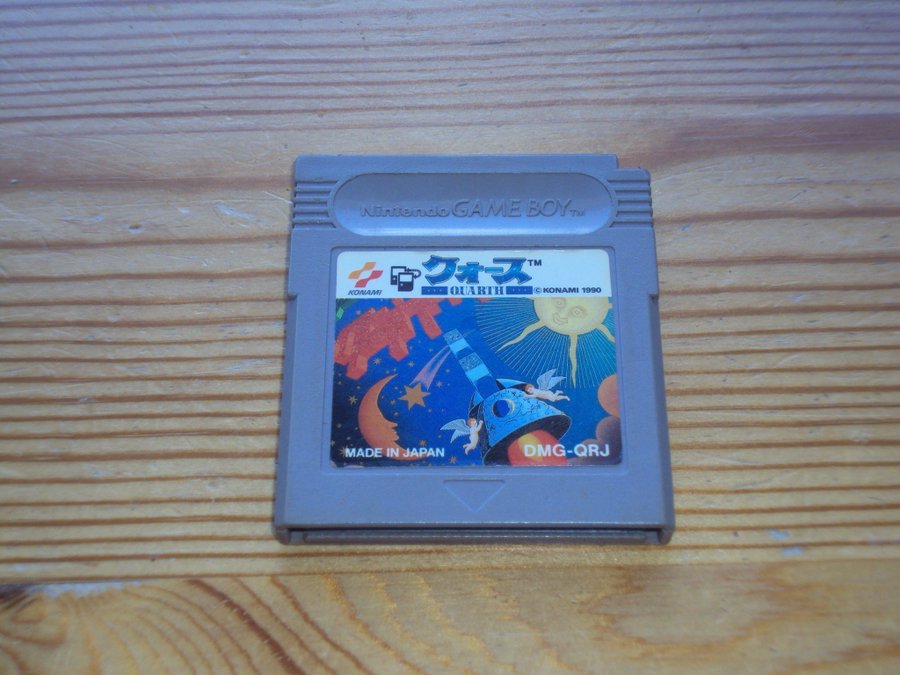 Nintendo GAME BOY™
クォース™
KONAMI
QUARTH
© KONAMI 1990
MADE IN JAPAN
DMG-QRJ